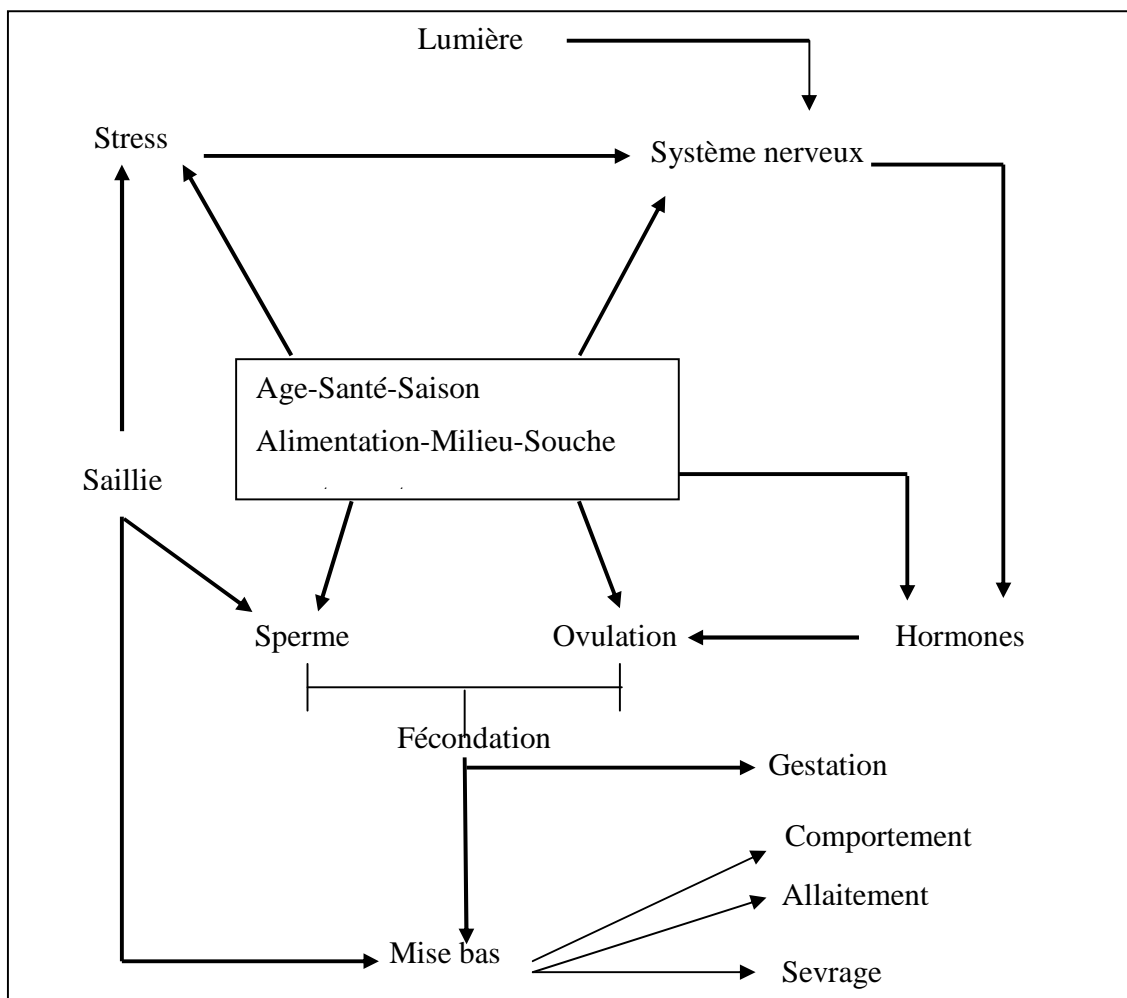 Lumière
Stress
Système nerveux
Age-Santé-Saison
Alimentation-Milieu-Souche
Saillie
Sperme
Ovulation
Hormones
Fécondation
Gestation
Comportement
Allaitement
Mise bas
Sevrage